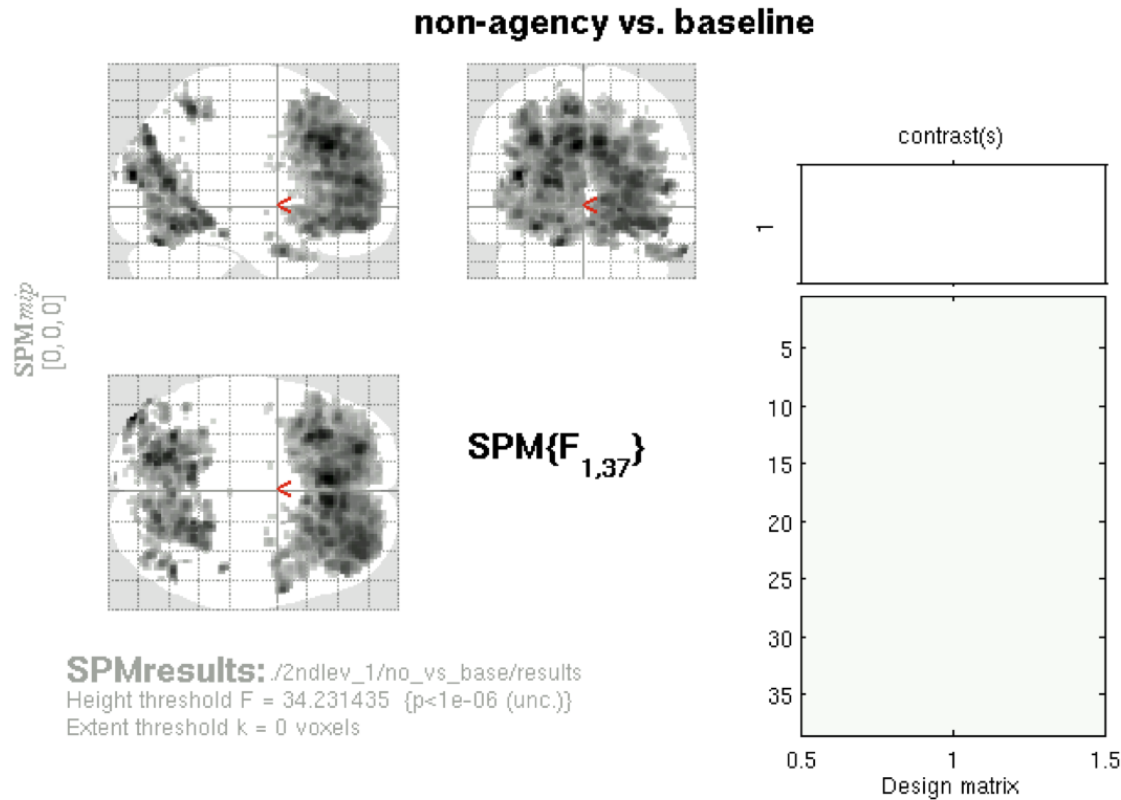 non-agency vs. baseline
contrast(s)
1
SPMmip
[0, 0, 0]
<
<
<
SPM{F1,37}
5
10
15
20
25
30
35
0.5 1 1.5
Design matrix
SPMresults: ./2ndlev_1/no_vs_base/results
Height threshold F = 34.231435 {p<1e-06 (unc.)}
Extent threshold k = 0 voxels